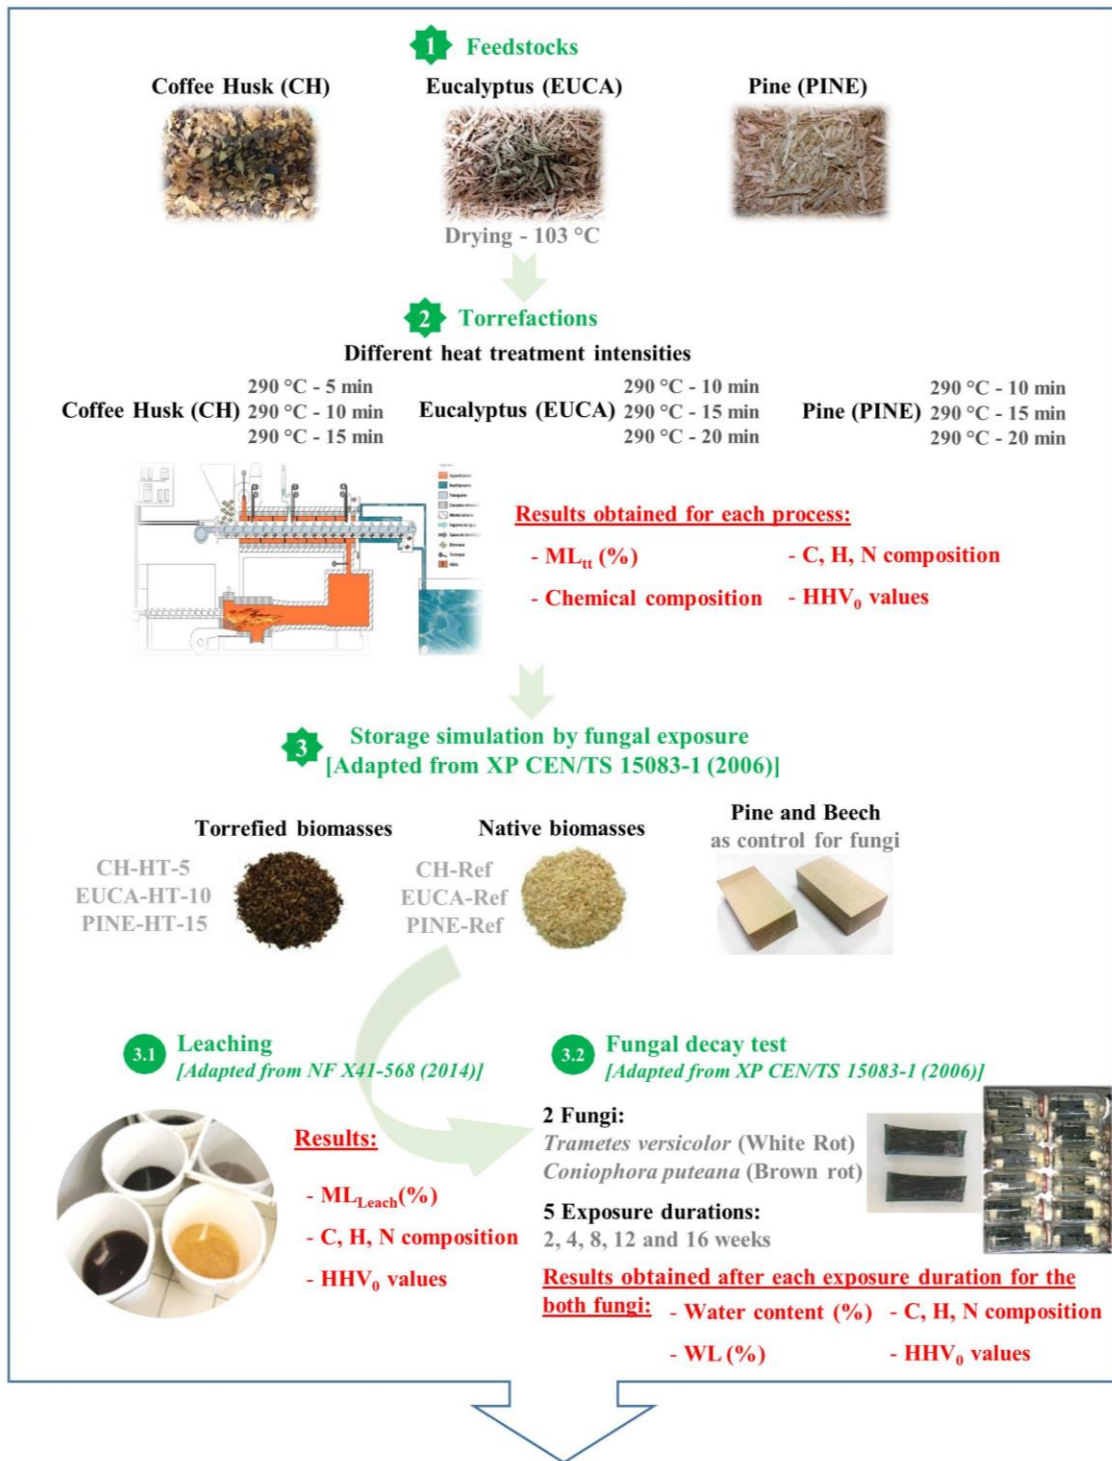 1 Feedstocks
Coffee Husk (CH)
Eucalyptus (EUCA)
Pine (PINE)
Drying - 103 °C
2 Torrefactions
Different heat treatment intensities
Coffee Husk (CH)
290 °C - 5 min
290 °C - 10 min
290 °C - 15 min
Eucalyptus (EUCA)
290 °C - 10 min
290 °C - 15 min
290 °C - 20 min
Pine (PINE)
290 °C - 10 min
290 °C - 15 min
290 °C - 20 min
Results obtained for each process:
- MLtt (%)
- C, H, N composition
- Chemical composition
- HHV0 values
3 Storage simulation by fungal exposure
[Adapted from XP CEN/TS 15083-1 (2006)]
Torrefied biomasses
CH-HT-5
EUCA-HT-10
PINE-HT-15
Native biomasses
CH-Ref
EUCA-Ref
PINE-Ref
Pine and Beech
as control for fungi
3.1 Leaching
[Adapted from NF X41-568 (2014)]
Results:
- MLLeach(%)
- C, H, N composition
- HHV0 values
3.2 Fungal decay test
[Adapted from XP CEN/TS 15083-1 (2006)]
2 Fungi:
Trametes versicolor (White Rot)
Coniophora puteana (Brown rot)
5 Exposure durations:
2, 4, 8, 12 and 16 weeks
Results obtained after each exposure duration for the
both fungi:
- Water content (%)
- C, H, N composition
- WL (%)
- HHV0 values